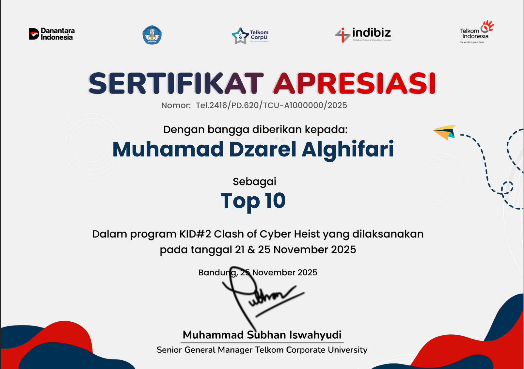 Danantara
Indonesia
Telkom
CorpU
indibiz
Telkom
Indonesia
SERTIFIKAT APRESIASI
Nomor: Tel.2416/PD.620/TCU-A1000000/2025
Dengan bangga diberikan kepada:
Muhamad Dzarel Alghifari
Sebagai
Top 10
Dalam program KID#2 Clash of Cyber Heist yang dilaksanakan
pada tanggal 21 & 25 November 2025
Bandung, 25 November 2025
Muhammad Subhan Iswahyudi
Senior General Manager Telkom Corporate University